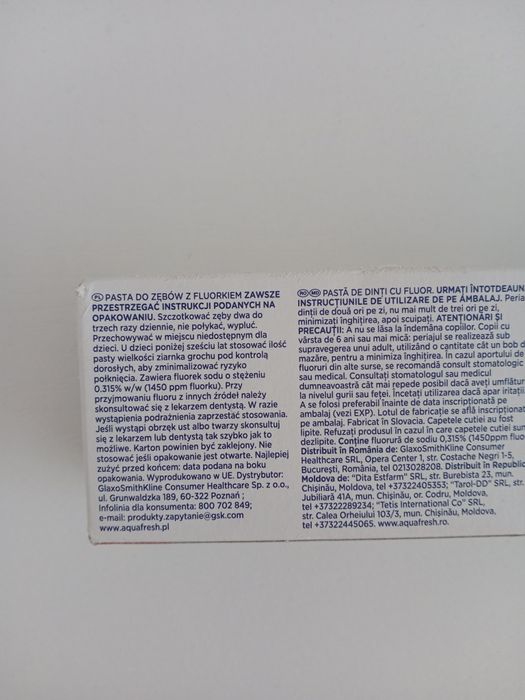 PL PASTA DO ZĘBÓW Z FLUORKIEM ZAWSZE
PRZESTRZEGAĆ INSTRUKCJI PODANYCH NA
OPAKOWANIU. Szczotkować zęby dwa do
trzech razy dziennie, nie połykać, wypluć.
Przechowywać w miejscu niedostępnym dla
dzieci. U dzieci poniżej sześciu lat stosować ilość
pasty wielkości ziarnka grochu pod kontrolą
dorosłych, aby zminimalizować ryzyko
połknięcia. Zawiera fluorek sodu o stężeniu
0.315% w/w (1450 ppm fluorku). Przy
przyjmowaniu fluoru z innych źródeł należy
skonsultować się z lekarzem dentystą. W razie
wystąpienia podrażnienia zaprzestać stosowania.
Jeśli wystąpi obrzęk ust albo twarzy skonsultuj
się z lekarzem lub dentystą tak szybko jak to
możliwe. Karton powinien być zaklejony. Nie
stosować jeśli opakowanie jest otwarte. Najlepiej
zużyć przed końcem: data podana na boku
opakowania. Wyprodukowano w UE. Dystrybutor:
GlaxoSmithKline Consumer Healthcare Sp. z o.o.,
ul. Grunwaldzka 189, 60-322 Poznań ;
Infolinia dla konsumenta: 800 702 849;
e-mail: produkty.zapytanie@gsk.com
www.aquafresh.pl
RO MD PASTĂ DE DINȚI CU FLUOR. URMAȚI ÎNTOTDEAUN
INSTRUCȚIUNILE DE UTILIZARE DE PE AMBALAJ. Peria
dinții de două ori pe zi, nu mai mult de trei ori pe zi,
minimizați înghițirea, apoi scuipați. ATENȚIONĂRI ȘI
PRECAUȚII: A nu se lăsa la îndemâna copiilor. Copii cu
vârsta de 6 ani sau mai mică: periajul se realizează sub
supravegerea unui adult, utilizând o cantitate cât un bob d
mazăre, pentru a minimiza înghițirea. În cazul aportului de
fluoruri din alte surse, se recomandă consult stomatologic
sau medical. Consultați stomatologul sau medicul
dumneavoastră cât mai repede posibil dacă aveți umflătur
la nivelul gurii sau feței. Încetați utilizarea dacă apar iritații
A se folosi preferabil înainte de data inscripționată pe
ambalaj (vezi EXP). Lotul de fabricație se află inscripționat
pe ambalaj. Fabricat în Slovacia. Capetele cutiei au fost
lipite. Refuzați produsul în cazul în care capetele cutiei sun
dezlipite. Conține fluorură de sodiu 0,315% (1450ppm fluo
Distribuit în România de: GlaxoSmithKline Consumer
Healthcare SRL, Opera Center 1, str. Costache Negri 1-5,
București, România, tel 0213028208. Distribuit în Republic
Moldova de: "Dita Estfarm" SRL, str. Burebista 23, mun.
Chișinău, Moldova, tel +37322405353; "Tarol-DD" SRL, str.
Jubiliară 41A, mun. Chișinău, or. Codru, Moldova,
tel +37322289234; "Tetis International Co" SRL,
str. Calea Orheiului 103/3, mun. Chișinău, Moldova,
tel +37322445065. www.aquafresh.ro.